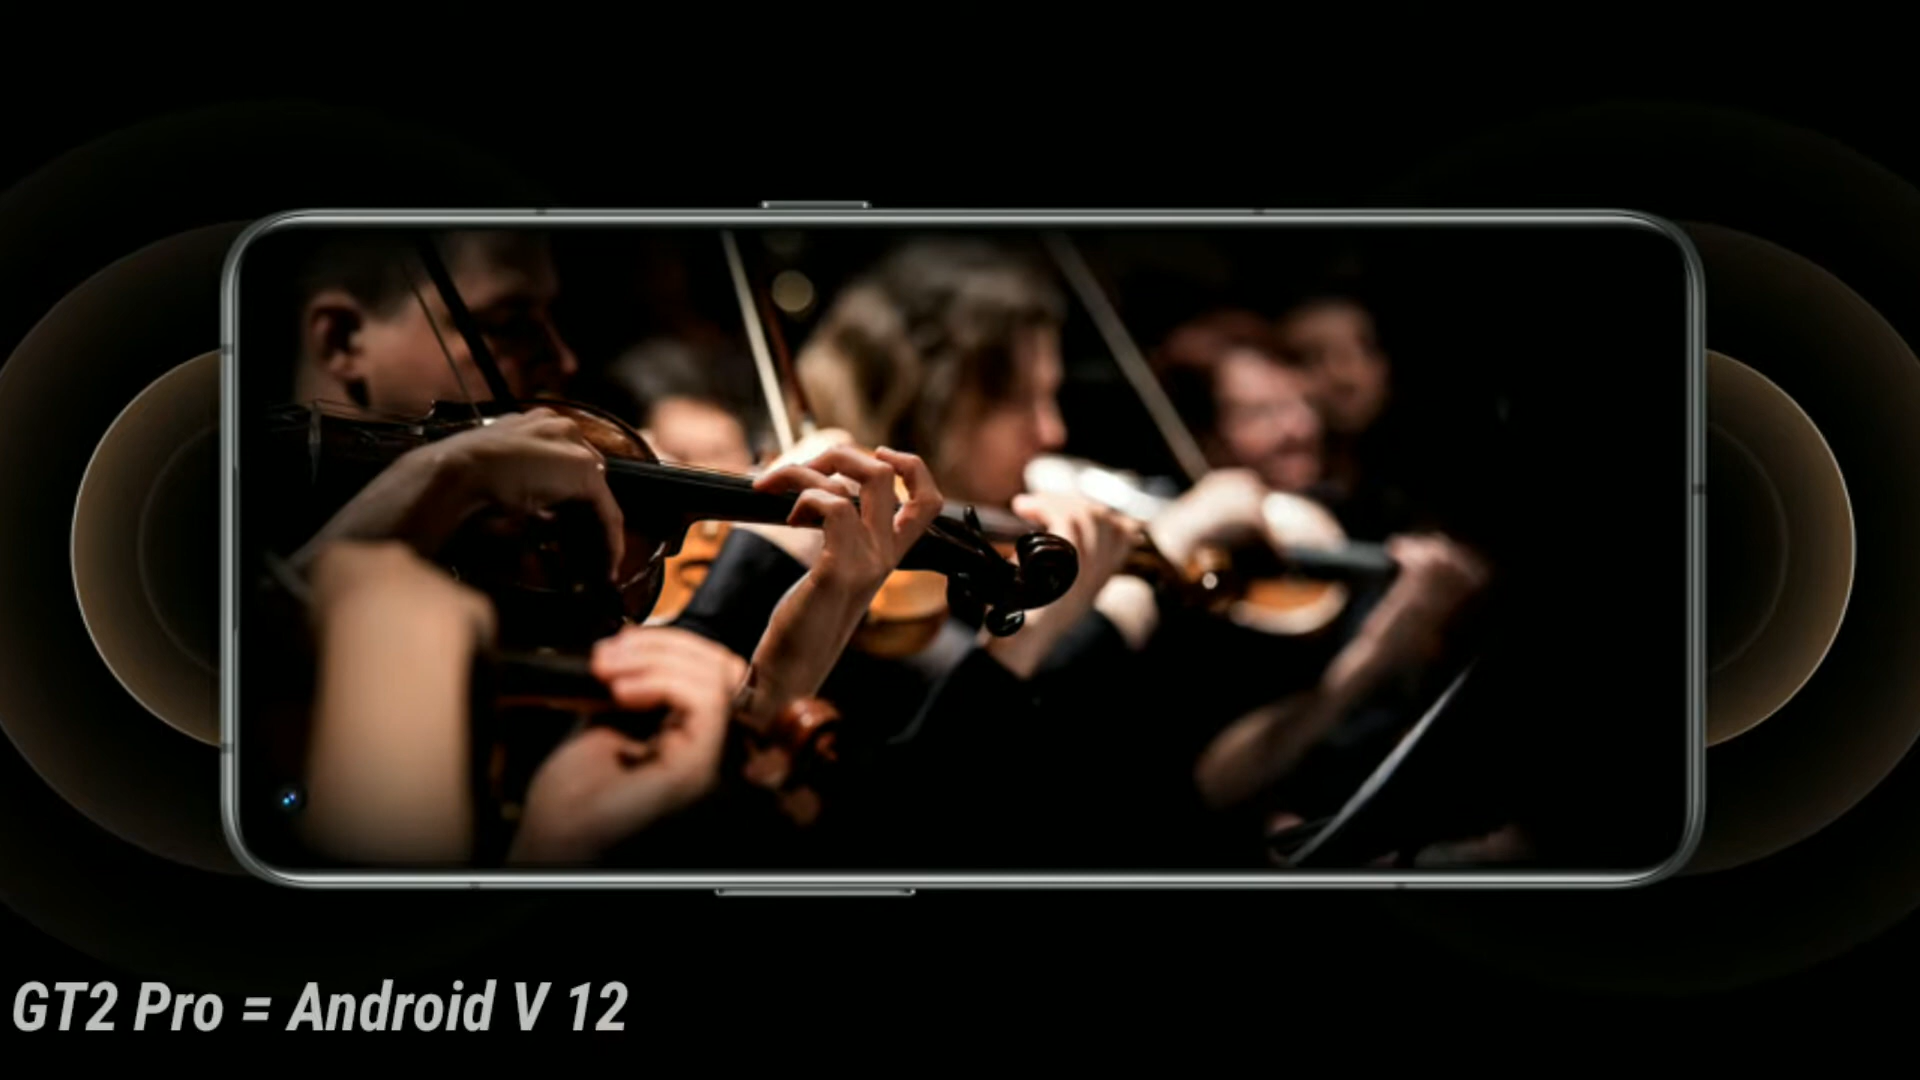 GT2 Pro = Android V 12